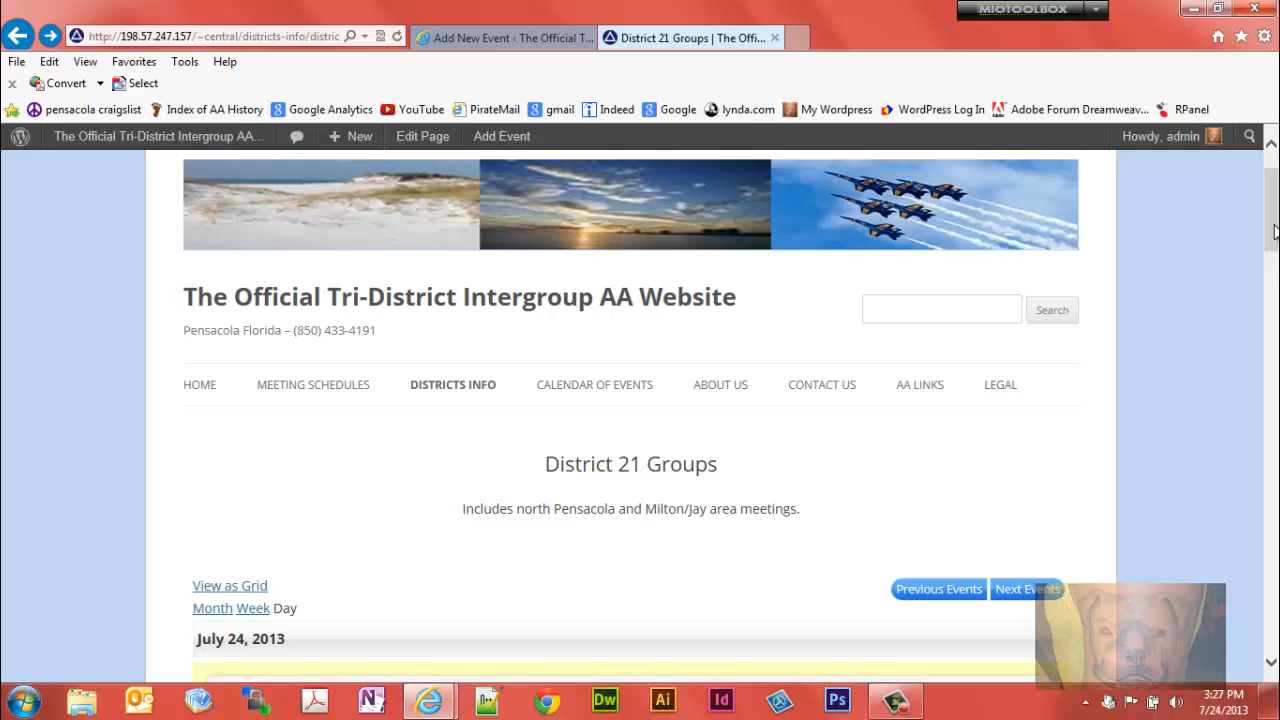 MIOTOOLBOX
http://198.57.247.157/~central/districts-info/distric
Add New Event ‹ The Official T...
District 21 Groups | The Offi...
File Edit View Favorites Tools Help
Convert Select
pensacola craigslist Index of AA History Google Analytics YouTube PirateMail gmail Indeed Google lynda.com My Wordpress WordPress Log In Adobe Forum Dreamweav... RPanel
The Official Tri-District Intergroup AA... New Edit Page Add Event Howdy, admin
The Official Tri-District Intergroup AA Website
Search
Pensacola Florida – (850) 433-4191
HOME MEETING SCHEDULES DISTRICTS INFO CALENDAR OF EVENTS ABOUT US CONTACT US AA LINKS LEGAL
District 21 Groups
Includes north Pensacola and Milton/Jay area meetings.
View as Grid
Previous Events Next Events
Month Week Day
July 24, 2013
Dw Ai Id Ps
3:27 PM
7/24/2013